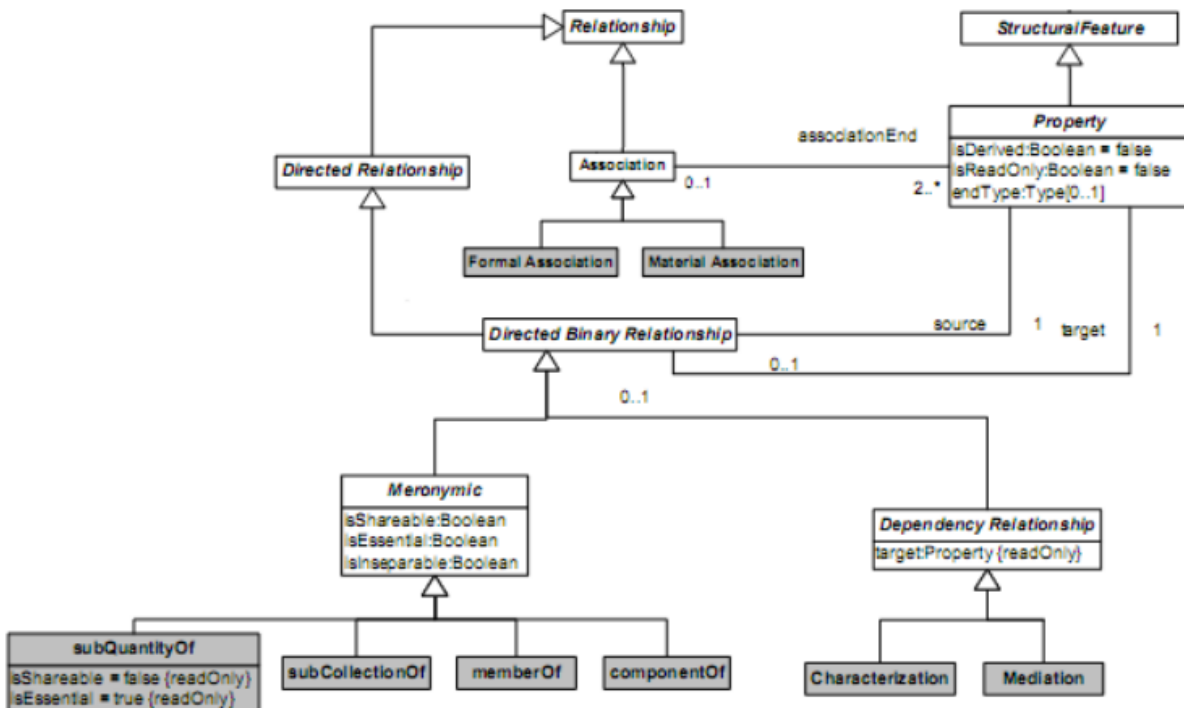 Relationship
StructuralFeature
Property
isDerived:Boolean = false
isReadOnly:Boolean = false
endType:Type[0..1]
associationEnd
Directed Relationship
Association
0..1
2..*
Formal Association
Material Association
Directed Binary Relationship
source
1
target
1
0..1
0..1
Meronymic
isShareable:Boolean
isEssential:Boolean
isInseparable:Boolean
Dependency Relationship
target:Property {readOnly}
subQuantityOf
isShareable = false {readOnly}
isEssential = true {readOnly}
subCollectionOf
memberOf
componentOf
Characterization
Mediation